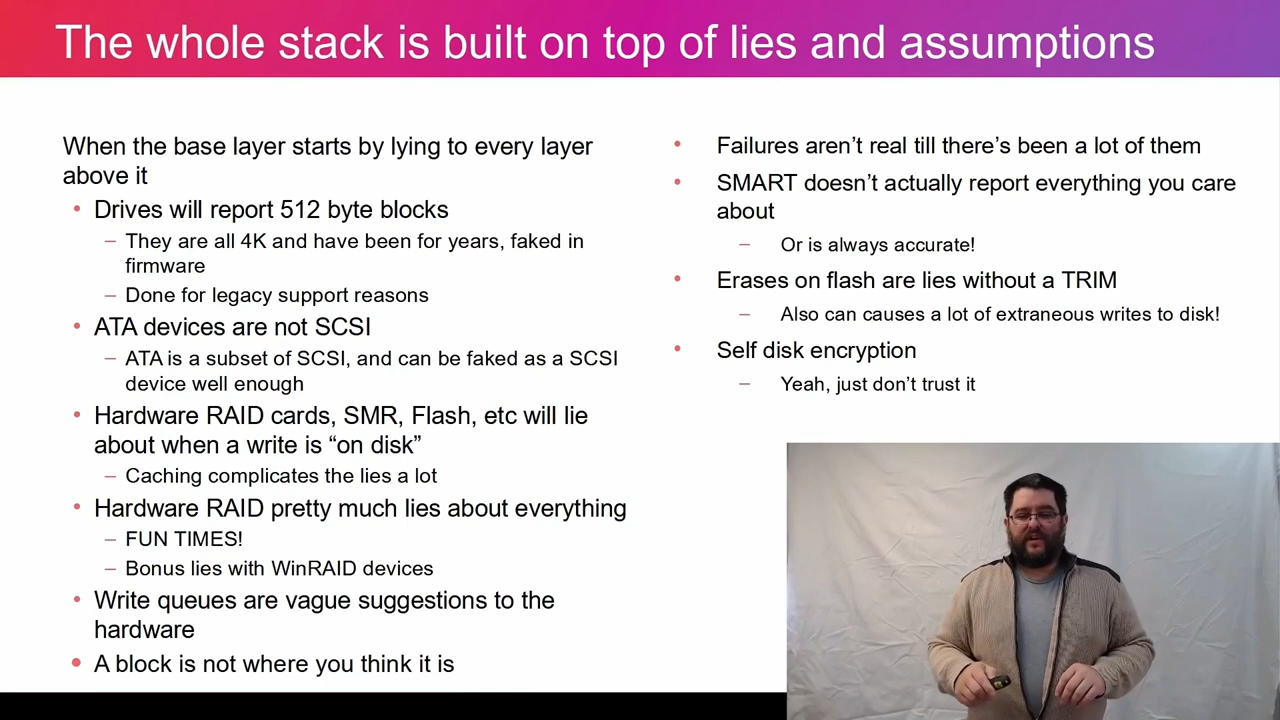 The whole stack is built on top of lies and assumptions
When the base layer starts by lying to every layer
above it
• Drives will report 512 byte blocks
– They are all 4K and have been for years, faked in
firmware
– Done for legacy support reasons
• ATA devices are not SCSI
– ATA is a subset of SCSI, and can be faked as a SCSI
device well enough
• Hardware RAID cards, SMR, Flash, etc will lie
about when a write is “on disk”
– Caching complicates the lies a lot
• Hardware RAID pretty much lies about everything
– FUN TIMES!
– Bonus lies with WinRAID devices
• Write queues are vague suggestions to the
hardware
• A block is not where you think it is
• Failures aren’t real till there’s been a lot of them
• SMART doesn’t actually report everything you care
about
– Or is always accurate!
• Erases on flash are lies without a TRIM
– Also can causes a lot of extraneous writes to disk!
• Self disk encryption
– Yeah, just don’t trust it